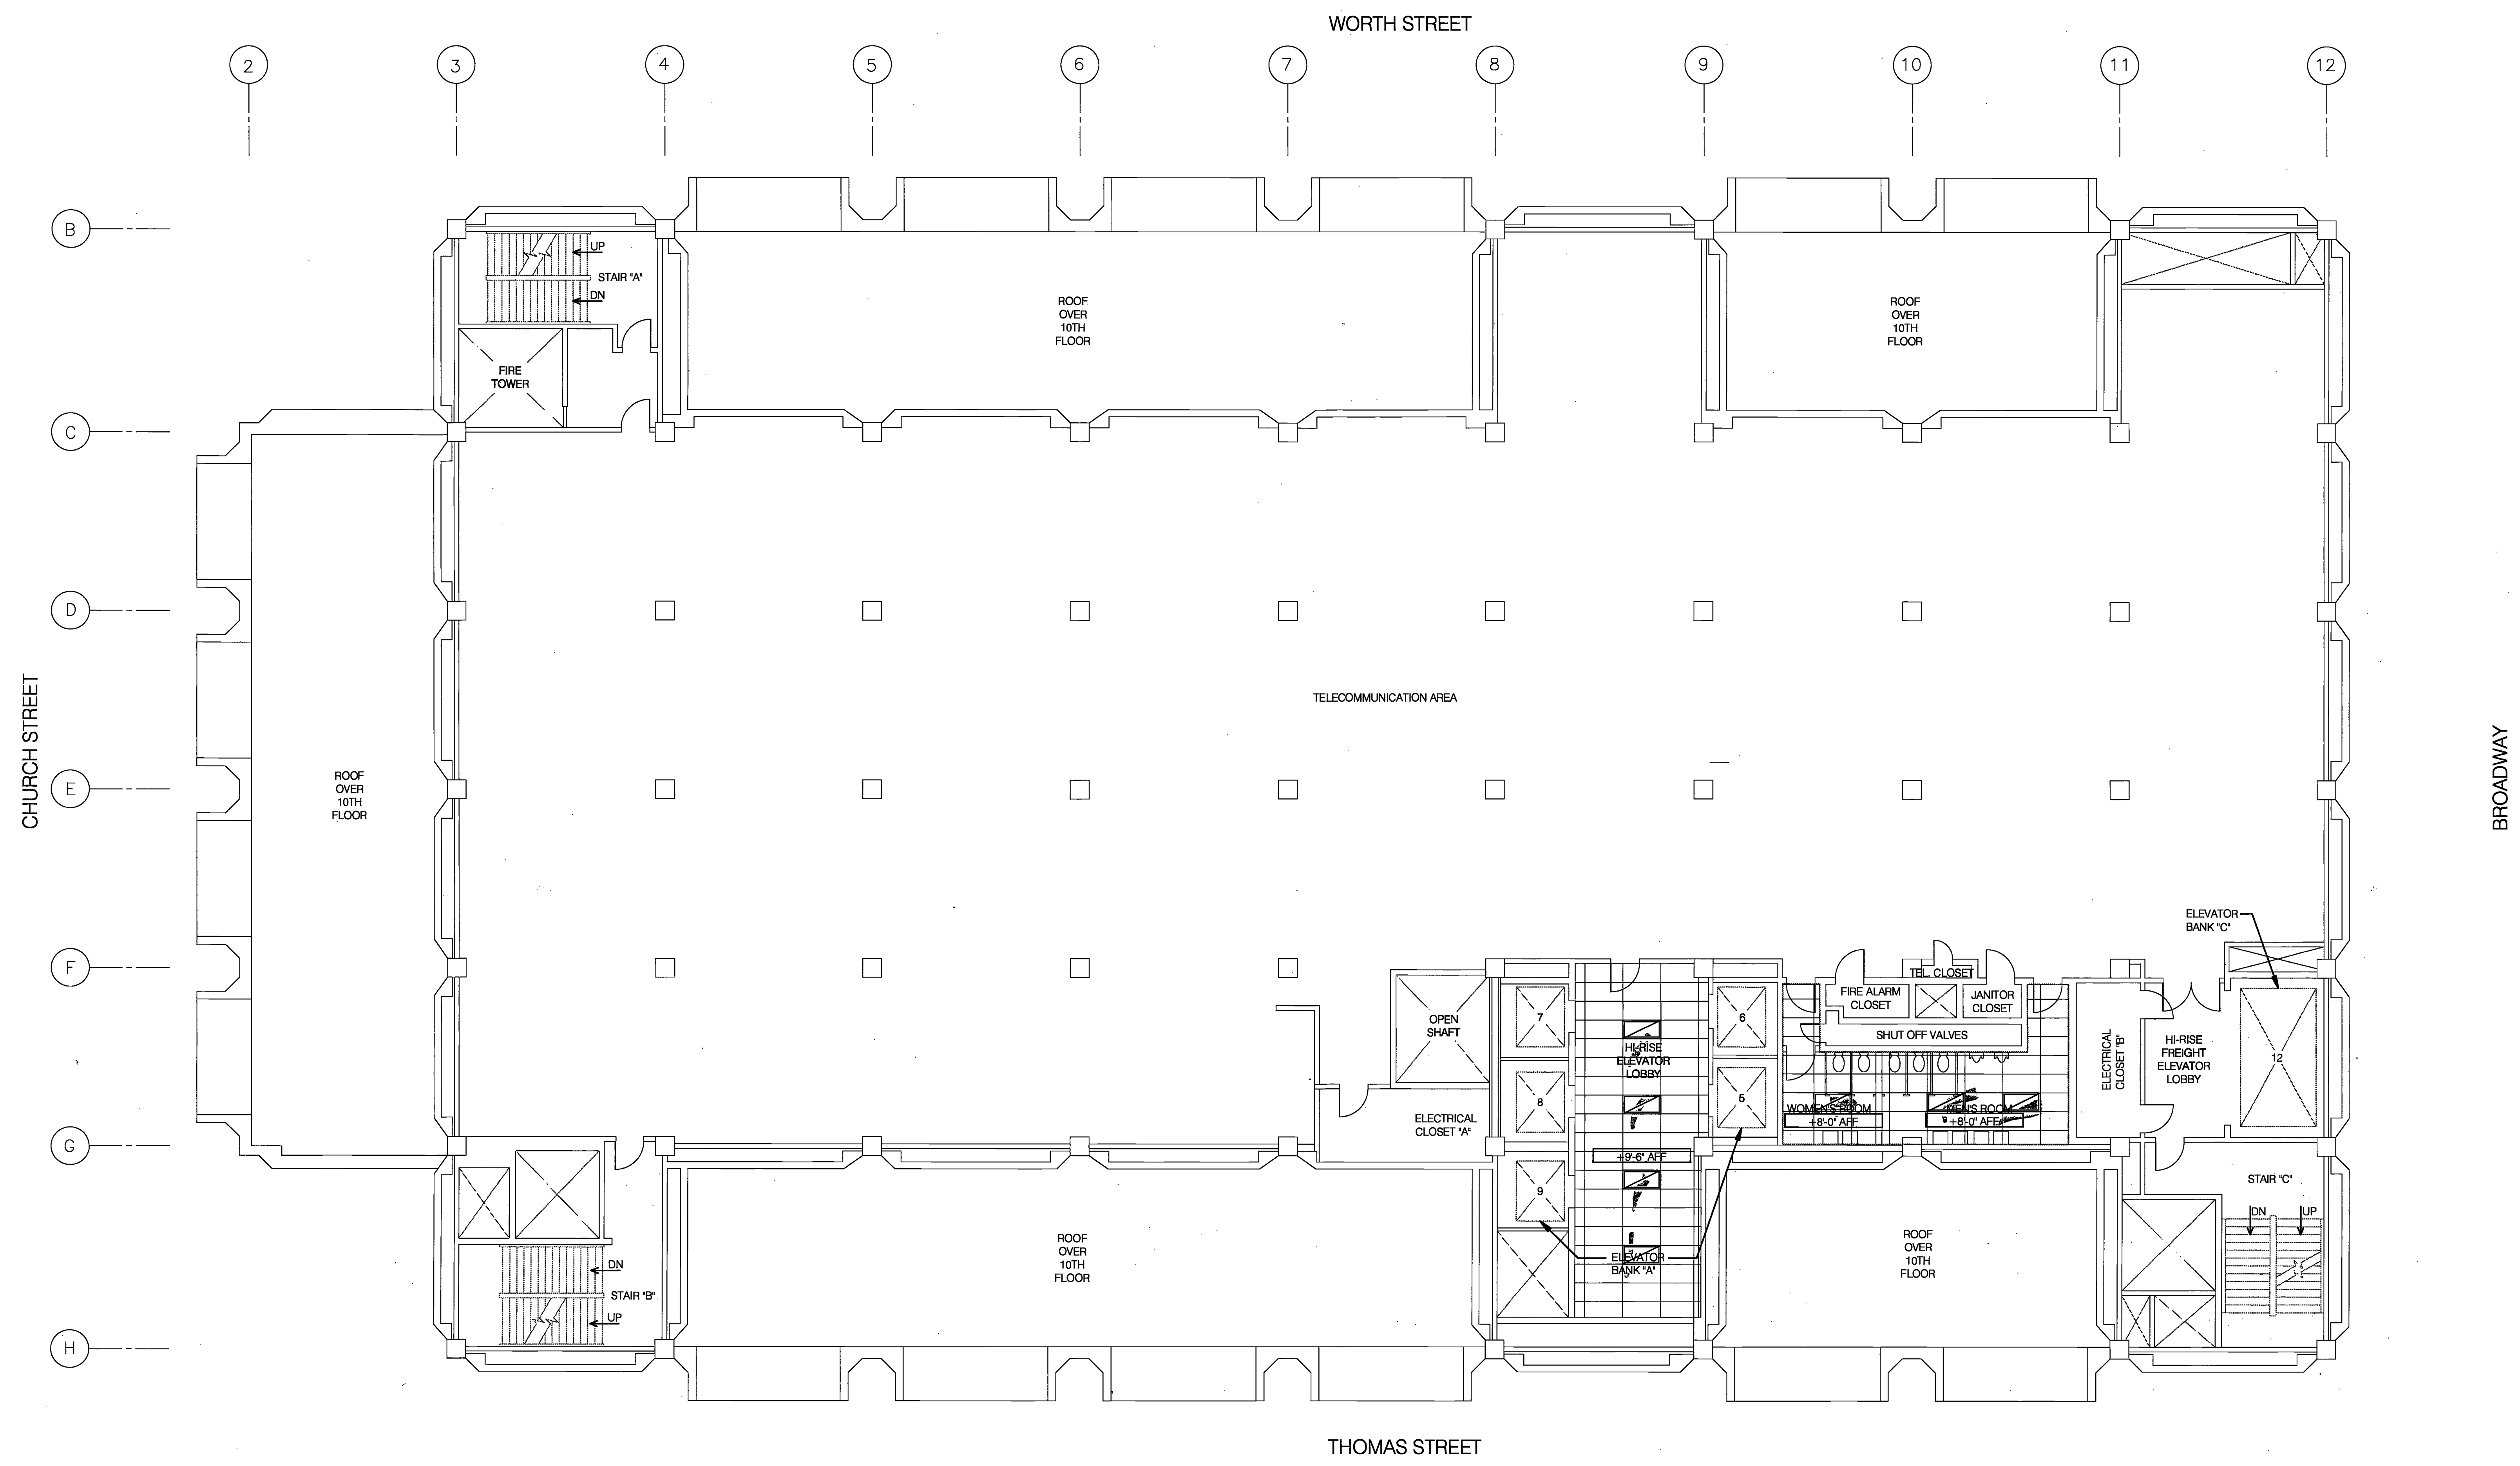 WORTH STREET
2
3
4
5
6
7
8
9
10
11
12
B
C
D
E
F
G
H
CHURCH STREET
BROADWAY
UP
STAIR "A"
DN
FIRE
TOWER
ROOF
OVER
10TH
FLOOR
ROOF
OVER
10TH
FLOOR
TELECOMMUNICATION AREA
ROOF
OVER
10TH
FLOOR
ELEVATOR
BANK "C"
OPEN
SHAFT
7
HI-RISE
ELEVATOR
LOBBY
6
FIRE ALARM
CLOSET
TEL. CLOSET
JANITOR
CLOSET
SHUT OFF VALVES
ELECTRICAL
CLOSET "B"
HI-RISE
FREIGHT
ELEVATOR
LOBBY
12
ELECTRICAL
CLOSET "A"
8
5
WOMEN'S ROOM
+8'-0" AFF
MEN'S ROOM
+8'-0" AFF
+9'-6" AFF
9
ELEVATOR
BANK "A"
STAIR "C"
DN
UP
DN
STAIR "B"
UP
ROOF
OVER
10TH
FLOOR
ROOF
OVER
10TH
FLOOR
THOMAS STREET